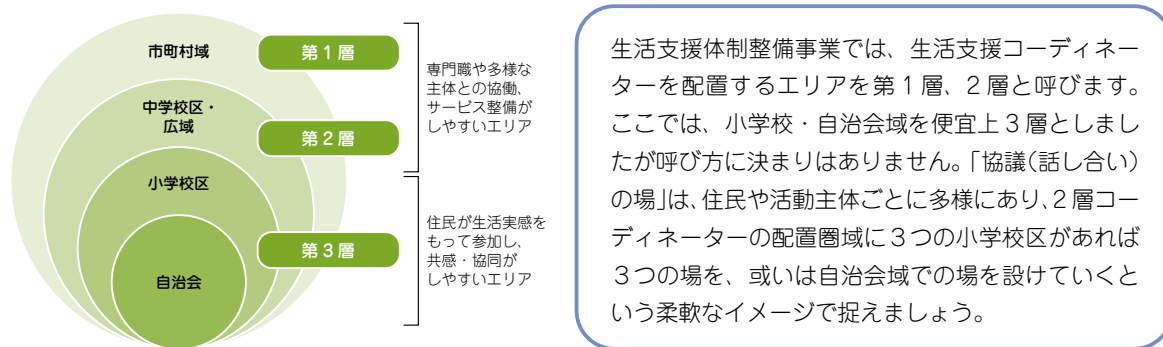 市町村域
第1層
中学校区・
広域
第2層
小学校区
第3層
自治会
専門職や多様な
主体との協働、
サービス整備が
しやすいエリア
住民が生活実感を
もって参加し、
共感・協同が
しやすいエリア
生活支援体制整備事業では、生活支援コーディネー
ターを配置するエリアを第1層、2層と呼びます。
ここでは、小学校・自治会域を便宜上3層としまし
たが呼び方に決まりはありません。「協議(話し合い)
の場」は、住民や活動主体ごとに多様にあり、2層コー
ディネーターの配置圏域に3つの小学校区があれば
3つの場を、或いは自治会域での場を設けていくと
いう柔軟なイメージで捉えましょう。